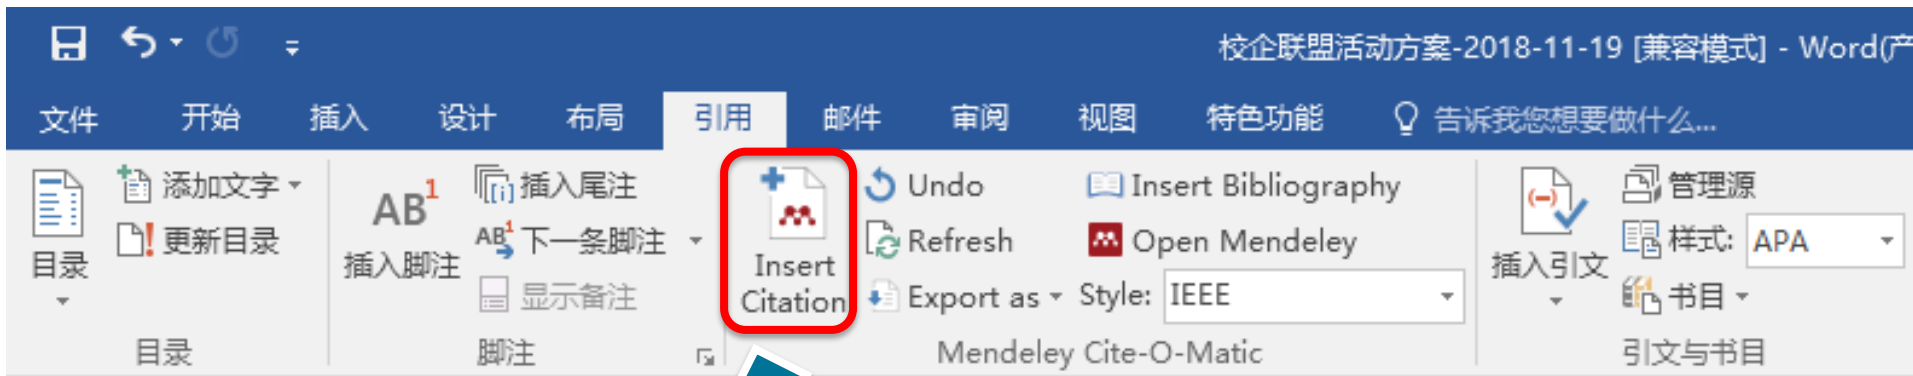 校企联盟活动方案-2018-11-19 [兼容模式] - Word(产
文件 开始 插入 设计 布局 引用 邮件 审阅 视图 特色功能 告诉我您想要做什么...
目录
添加文字
更新目录
目录
AB1
插入脚注
[i] 插入尾注
AB1 下一条脚注
显示备注
脚注
Insert
Citation
Undo
Refresh
Export as
Insert Bibliography
Open Mendeley
Style: IEEE
Mendeley Cite-O-Matic
(-)
插入引文
管理源
样式: APA
书目
引文与书目